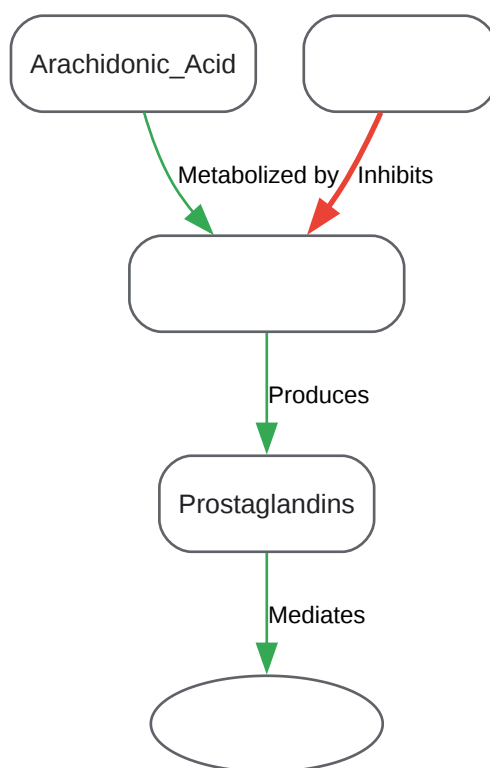 Arachidonic_Acid
Metabolized by
Inhibits
Produces
Prostaglandins
Mediates